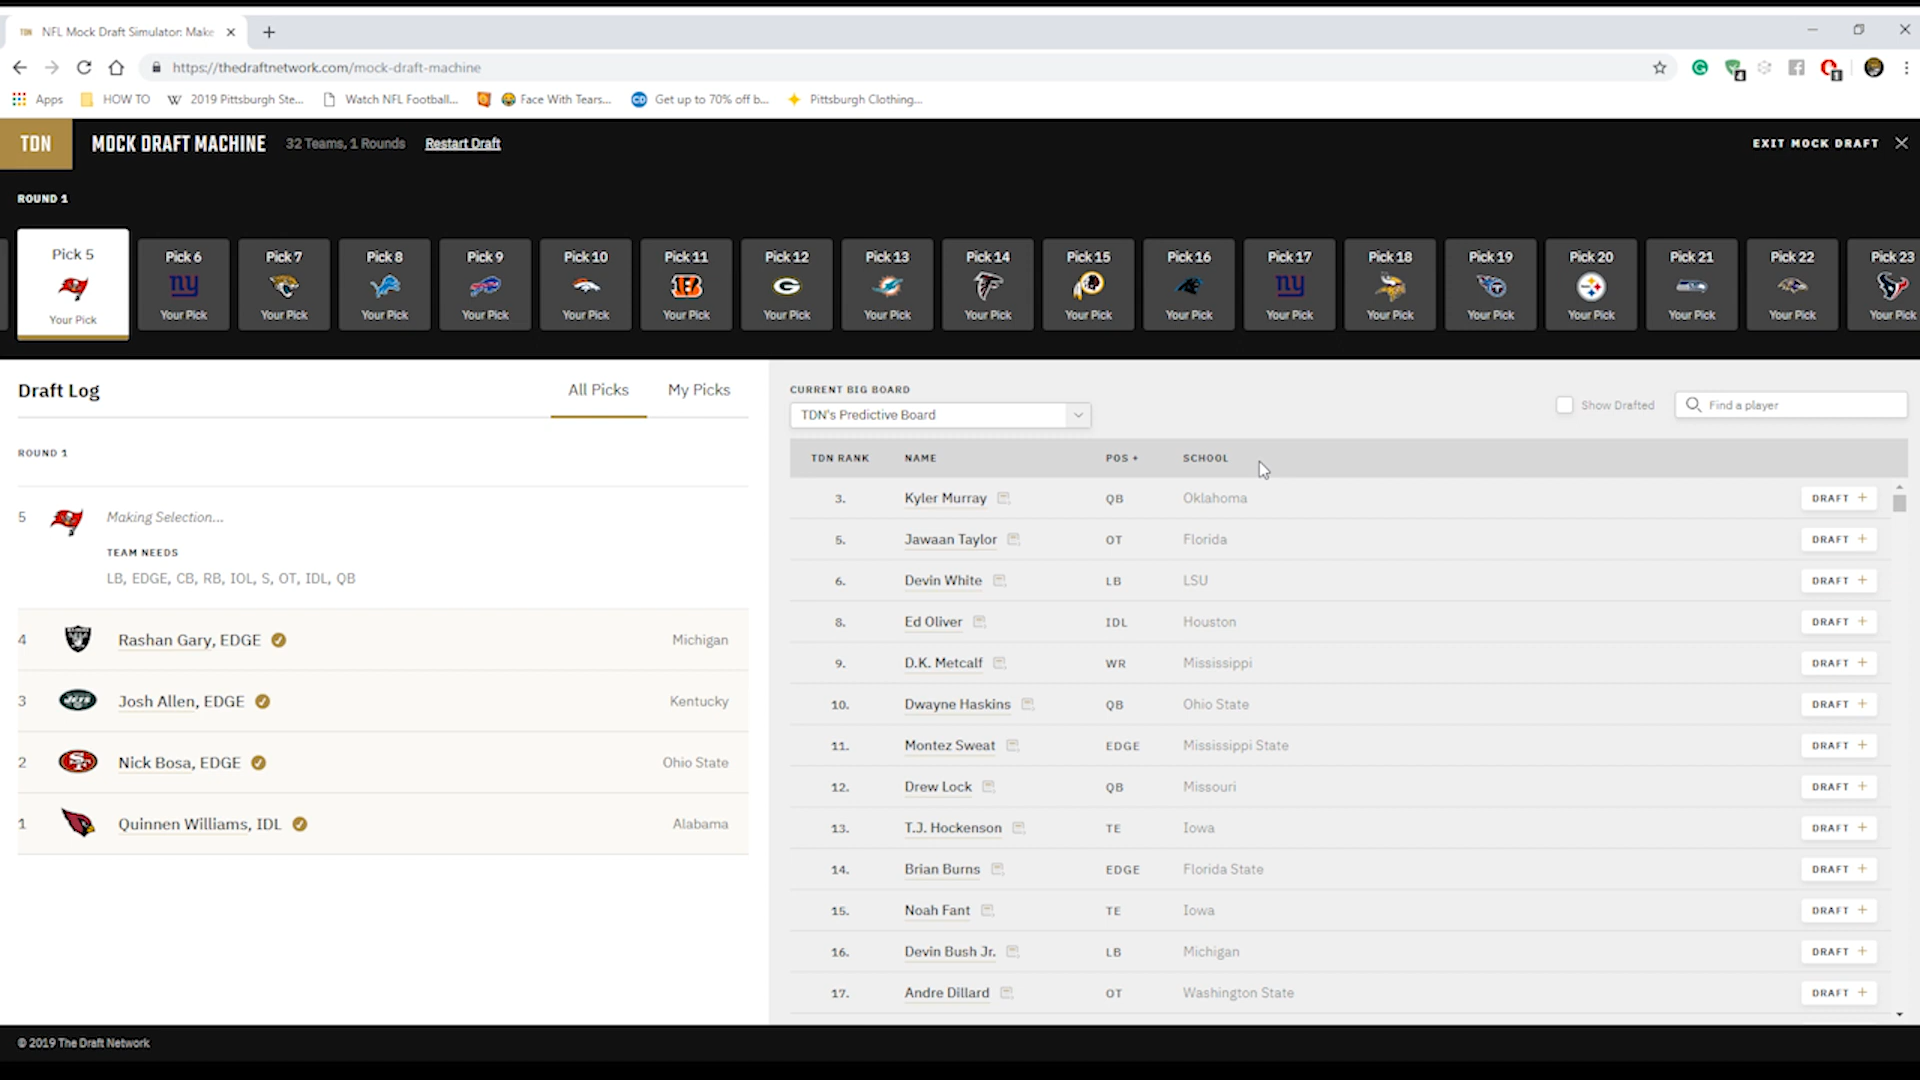 TDN NFL Mock Draft Simulator: Make
https://thedraftnetwork.com/mock-draft-machine
Apps HOW TO W 2019 Pittsburgh Ste... Watch NFL Football... Face With Tears... CD Get up to 70% off b... Pittsburgh Clothing...
TDN MOCK DRAFT MACHINE 32 Teams, 1 Rounds Restart Draft EXIT MOCK DRAFT
ROUND 1
Pick 5 Pick 6 Pick 7 Pick 8 Pick 9 Pick 10 Pick 11 Pick 12 Pick 13 Pick 14 Pick 15 Pick 16 Pick 17 Pick 18 Pick 19 Pick 20 Pick 21 Pick 22 Pick 23
ny G ny
Your Pick Your Pick Your Pick Your Pick Your Pick Your Pick Your Pick Your Pick Your Pick Your Pick Your Pick Your Pick Your Pick Your Pick Your Pick Your Pick Your Pick Your Pick Your Pick
Draft Log All Picks My Picks
ROUND 1
5 Making Selection...
TEAM NEEDS
LB, EDGE, CB, RB, IOL, S, OT, IDL, QB
4 Rashan Gary, EDGE Michigan
3 JETS Josh Allen, EDGE Kentucky
2 SF Nick Bosa, EDGE Ohio State
1 Quinnen Williams, IDL Alabama
CURRENT BIG BOARD
TDN's Predictive Board Show Drafted Find a player
TDN RANK NAME POS + SCHOOL
3. Kyler Murray QB Oklahoma DRAFT +
5. Jawaan Taylor OT Florida DRAFT +
6. Devin White LB LSU DRAFT +
8. Ed Oliver IDL Houston DRAFT +
9. D.K. Metcalf WR Mississippi DRAFT +
10. Dwayne Haskins QB Ohio State DRAFT +
11. Montez Sweat EDGE Mississippi State DRAFT +
12. Drew Lock QB Missouri DRAFT +
13. T.J. Hockenson TE Iowa DRAFT +
14. Brian Burns EDGE Florida State DRAFT +
15. Noah Fant TE Iowa DRAFT +
16. Devin Bush Jr. LB Michigan DRAFT +
17. Andre Dillard OT Washington State DRAFT +
© 2019 The Draft Network